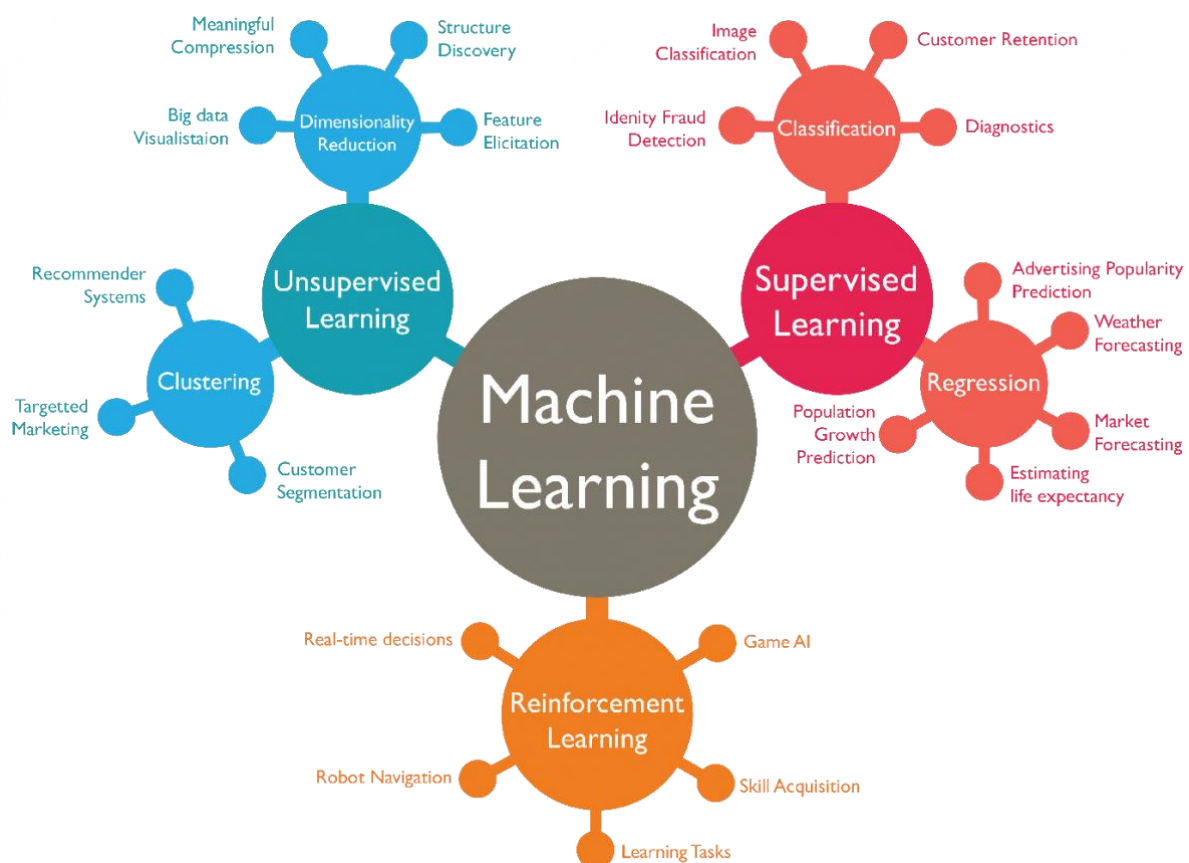 Meaningful
Compression
Structure
Discovery
Big data
Visualistaion
Dimensionality
Reduction
Feature
Elicitation
Image
Classification
Customer Retention
Idenity Fraud
Detection
Classification
Diagnostics
Unsupervised
Learning
Supervised
Learning
Recommender
Systems
Clustering
Targetted
Marketing
Customer
Segmentation
Machine
Learning
Advertising Popularity
Prediction
Weather
Forecasting
Regression
Population
Growth
Prediction
Market
Forecasting
Estimating
life expectancy
Real-time decisions
Game AI
Reinforcement
Learning
Robot Navigation
Skill Acquisition
Learning Tasks